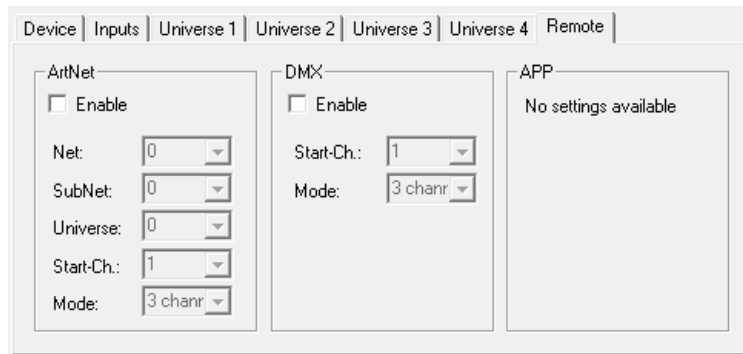 Device Inputs Universe 1 Universe 2 Universe 3 Universe 4 Remote
ArtNet
Enable
Net: 0
SubNet: 0
Universe: 0
Start-Ch.: 1
Mode: 3 chanr
DMX
Enable
Start-Ch.: 1
Mode: 3 chanr
APP
No settings available